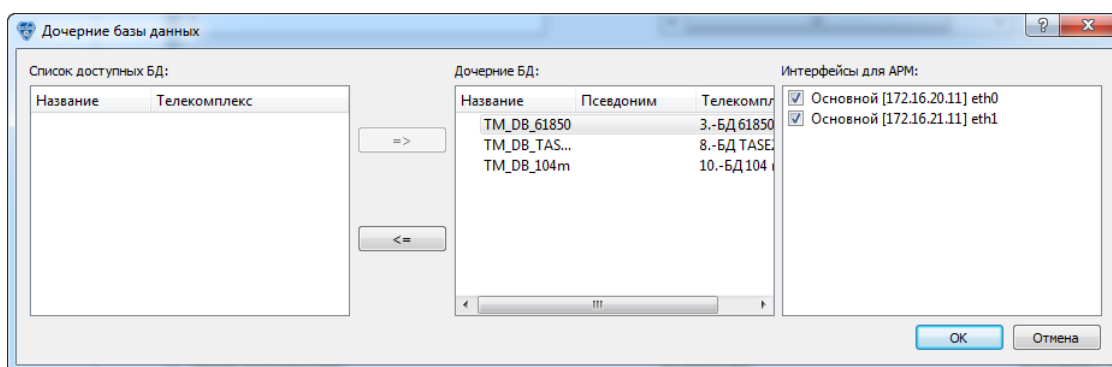 Дочерние базы данных
Список доступных БД:
Название Телекомплекс
=>
<=
Дочерние БД:
Название Псевдоним Телекомпл
TM_DB_61850 3.-БД 61850
TM_DB_TAS... 8.-БД TASE2
TM_DB_104m 10.-БД 104
Интерфейсы для АРМ:
Основной [172.16.20.11] eth0
Основной [172.16.21.11] eth1
OK Отмена